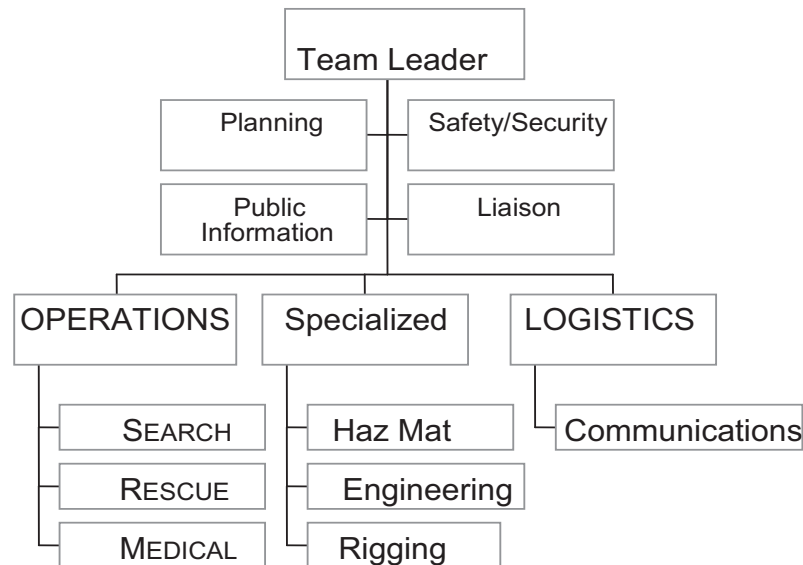 Team Leader
Planning
Safety/Security
Public
Information
Liaison
OPERATIONS
Specialized
LOGISTICS
SEARCH
Haz Mat
Communications
RESCUE
Engineering
MEDICAL
Rigging